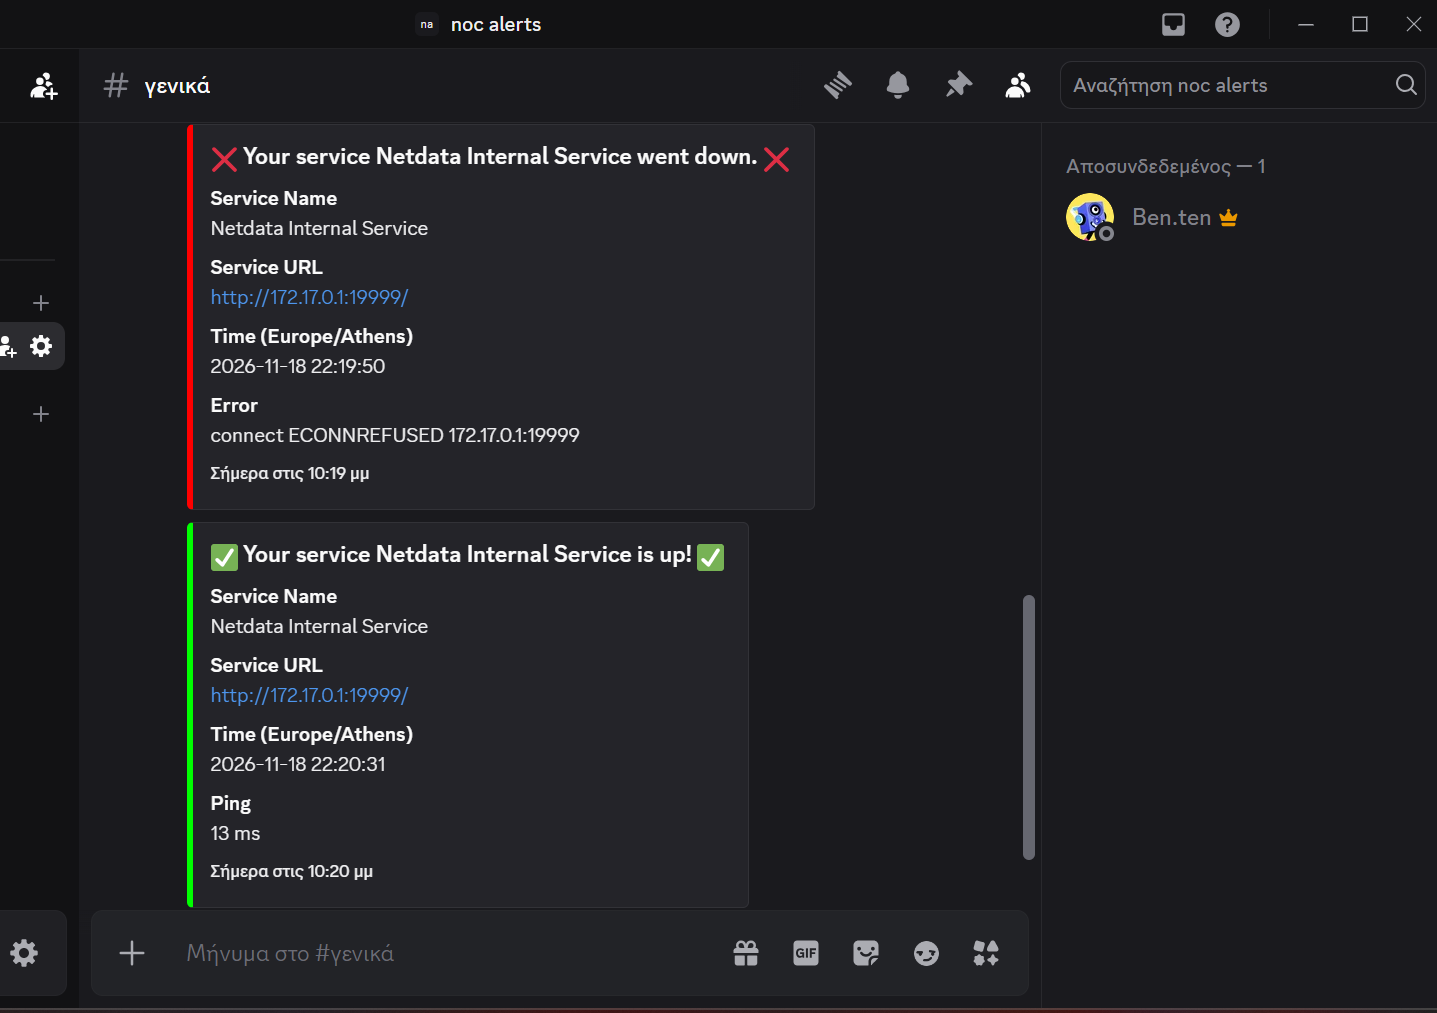 na noc alerts
γενικά
Αναζήτηση noc alerts
Your service Netdata Internal Service went down.
Service Name
Netdata Internal Service
Service URL
http://172.17.0.1:19999/
Time (Europe/Athens)
2026-11-18 22:19:50
Error
connect ECONNREFUSED 172.17.0.1:19999
Σήμερα στις 10:19 μμ
Your service Netdata Internal Service is up!
Service Name
Netdata Internal Service
Service URL
http://172.17.0.1:19999/
Time (Europe/Athens)
2026-11-18 22:20:31
Ping
13 ms
Σήμερα στις 10:20 μμ
Μήνυμα στο #γενικά
GIF
Αποσυνδεδεμένος — 1
Ben.ten